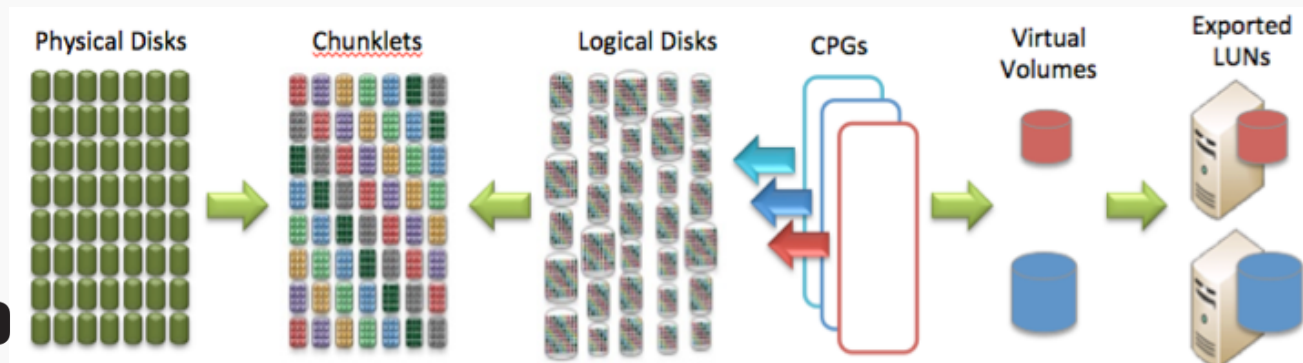 Physical Disks
Chunklets
Logical Disks
CPGs
Virtual
Volumes
Exported
LUNs